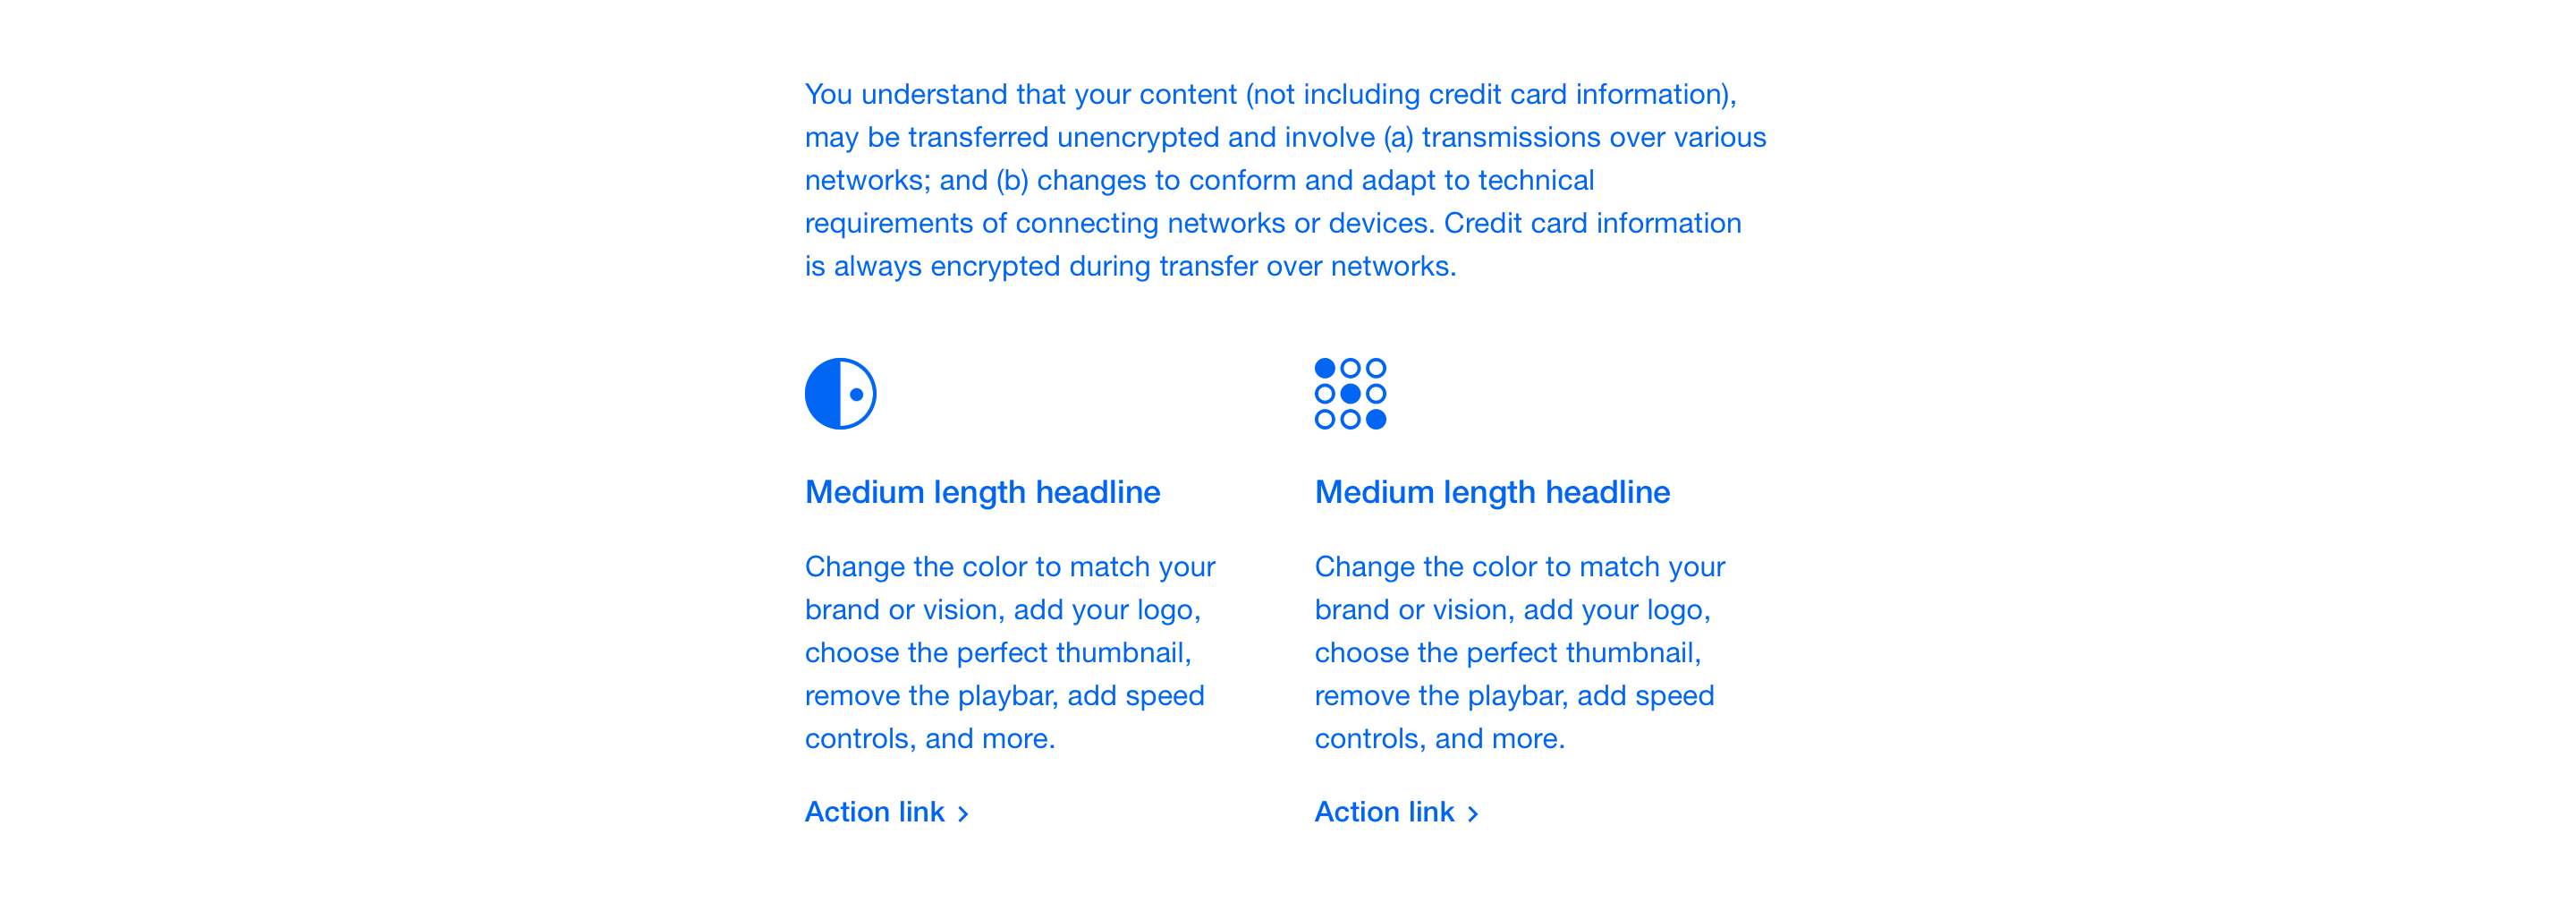 You understand that your content (not including credit card information),
may be transferred unencrypted and involve (a) transmissions over various
networks; and (b) changes to conform and adapt to technical
requirements of connecting networks or devices. Credit card information
is always encrypted during transfer over networks.
Medium length headline
Change the color to match your
brand or vision, add your logo,
choose the perfect thumbnail,
remove the playbar, add speed
controls, and more.
Action link
Medium length headline
Change the color to match your
brand or vision, add your logo,
choose the perfect thumbnail,
remove the playbar, add speed
controls, and more.
Action link